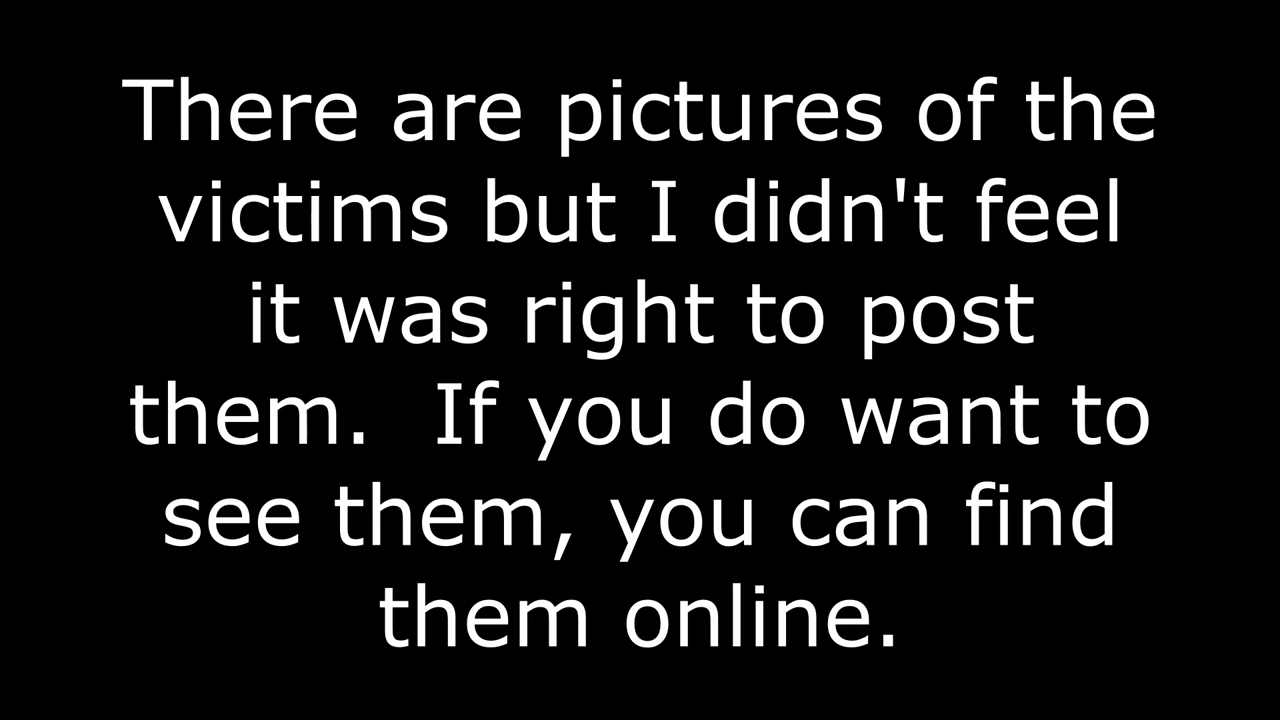 There are pictures of the
victims but I didn't feel
it was right to post
them.  If you do want to
see them, you can find
them online.